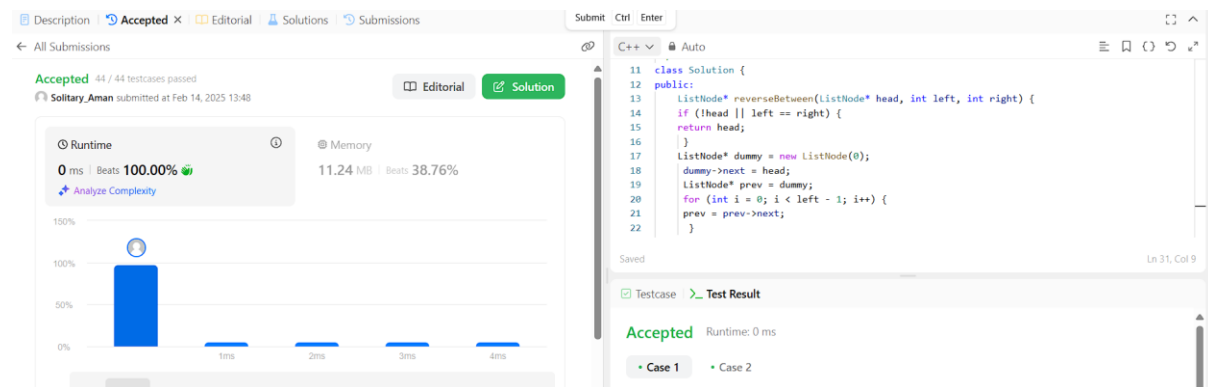 Description | Accepted × | Editorial | Solutions | Submissions
Submit Ctrl Enter
← All Submissions
Accepted 44 / 44 testcases passed
Solitary_Aman submitted at Feb 14, 2025 13:48
Editorial
Solution
Runtime
0 ms | Beats 100.00%
Analyze Complexity
Memory
11.24 MB | Beats 38.76%
150%
100%
50%
0%
1ms 2ms 3ms 4ms
C++ Auto
11 class Solution {
12 public:
13 ListNode* reverseBetween(ListNode* head, int left, int right) {
14 if (!head || left == right) {
15 return head;
16 }
17 ListNode* dummy = new ListNode(0);
18 dummy->next = head;
19 ListNode* prev = dummy;
20 for (int i = 0; i < left - 1; i++) {
21 prev = prev->next;
22 }
Saved
Ln 31, Col 9
Testcase | >_ Test Result
Accepted Runtime: 0 ms
• Case 1 • Case 2